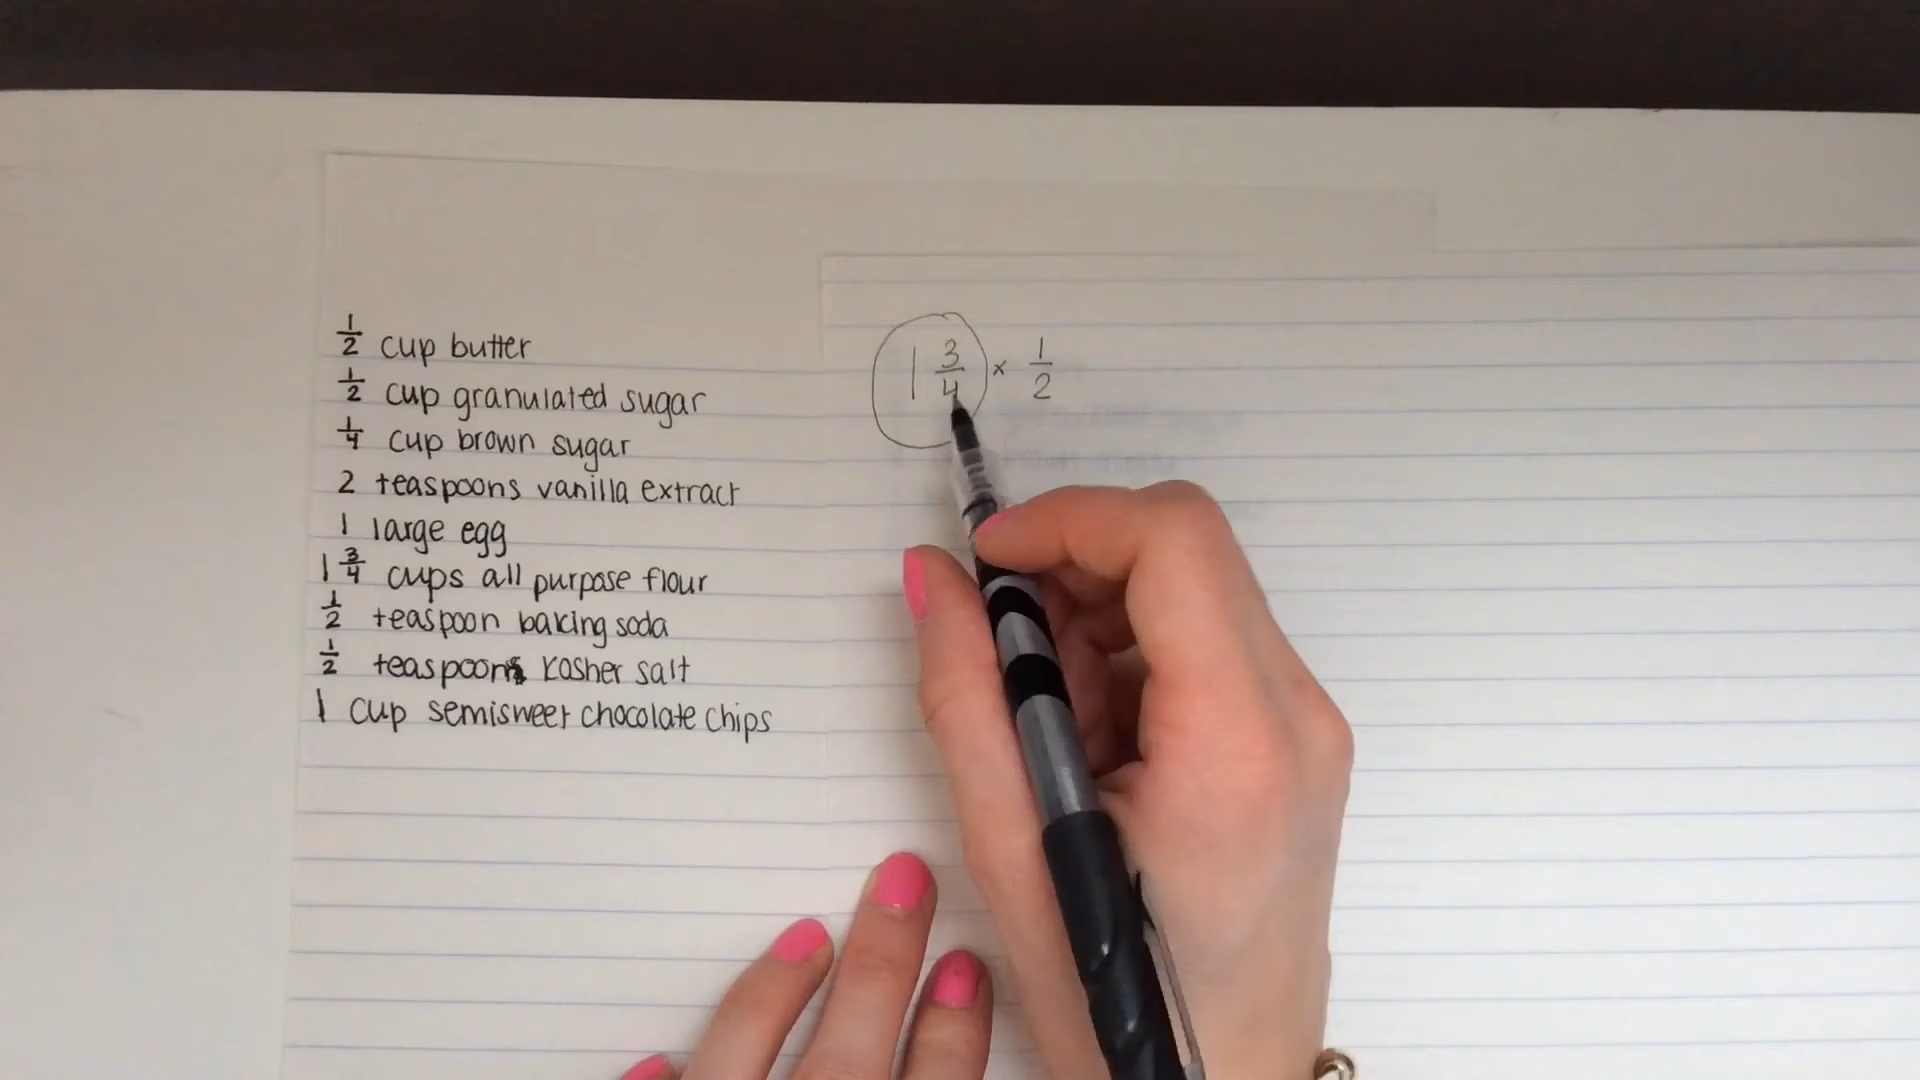 1/2 cup butter
1/2 cup granulated sugar
1/4 cup brown sugar
2 teaspoons vanilla extract
1 large egg
1 3/4 cups all purpose flour
1/2 teaspoon baking soda
1/2 teaspoon kosher salt
1 cup semisweet chocolate chips
1 3/4 x 1/2